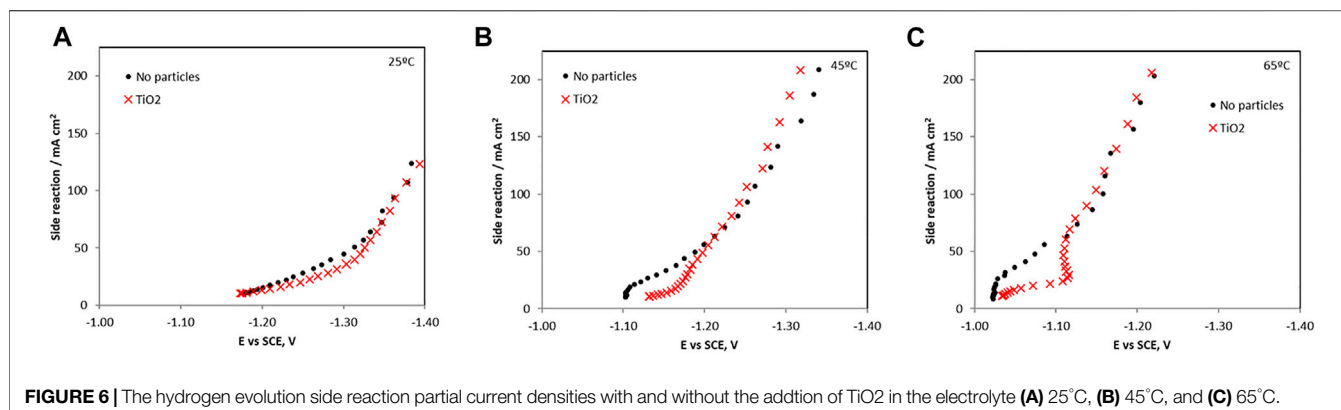 A
25ºC
No particles
TiO2
Side reaction / mA cm²
200
150
100
50
0
-1.00
-1.10
-1.20
-1.30
-1.40
E vs SCE, V
B
45ºC
No particles
TiO2
Side reaction / mA cm²
200
150
100
50
0
-1.00
-1.10
-1.20
-1.30
-1.40
E vs SCE, V
C
65ºC
No particles
TiO2
Side reaction / mA cm²
200
150
100
50
0
-1.00
-1.10
-1.20
-1.30
-1.40
E vs SCE, V
FIGURE 6 | The hydrogen evolution side reaction partial current densities with and without the addtion of TiO2 in the electrolyte (A) 25°C, (B) 45°C, and (C) 65°C.